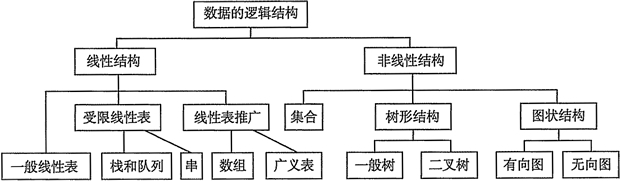 数据的逻辑结构
线性结构
非线性结构
受限线性表
线性表推广
集合
树形结构
图状结构
一般线性表
栈和队列
串
数组
广义表
一般树
二叉树
有向图
无向图